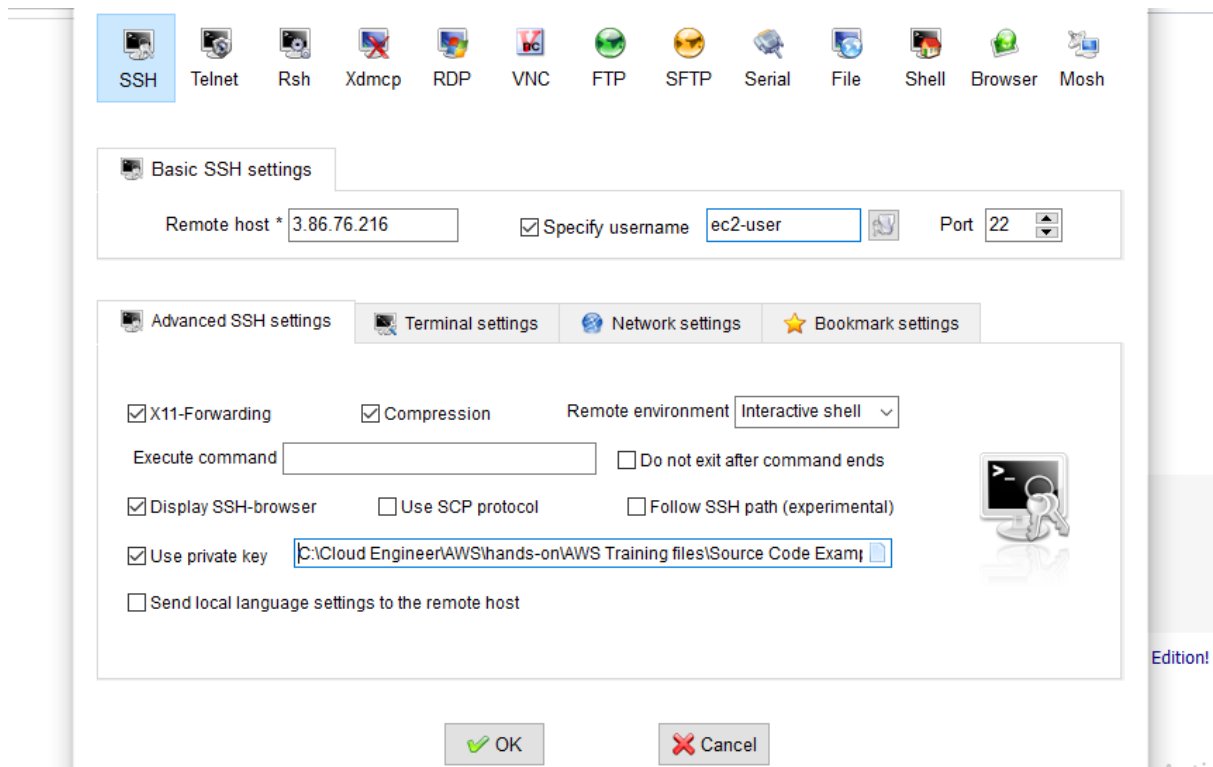 SSH Telnet Rsh Xdmcp RDP VNC FTP SFTP Serial File Shell Browser Mosh
Basic SSH settings
Remote host * 3.86.76.216 Specify username ec2-user Port 22
Advanced SSH settings Terminal settings Network settings Bookmark settings
X11-Forwarding Compression Remote environment Interactive shell
Execute command Do not exit after command ends
Display SSH-browser Use SCP protocol Follow SSH path (experimental)
Use private key C:\Cloud Engineer\AWS\hands-on\AWS Training files\Source Code Examp
Send local language settings to the remote host
Edition!
OK Cancel